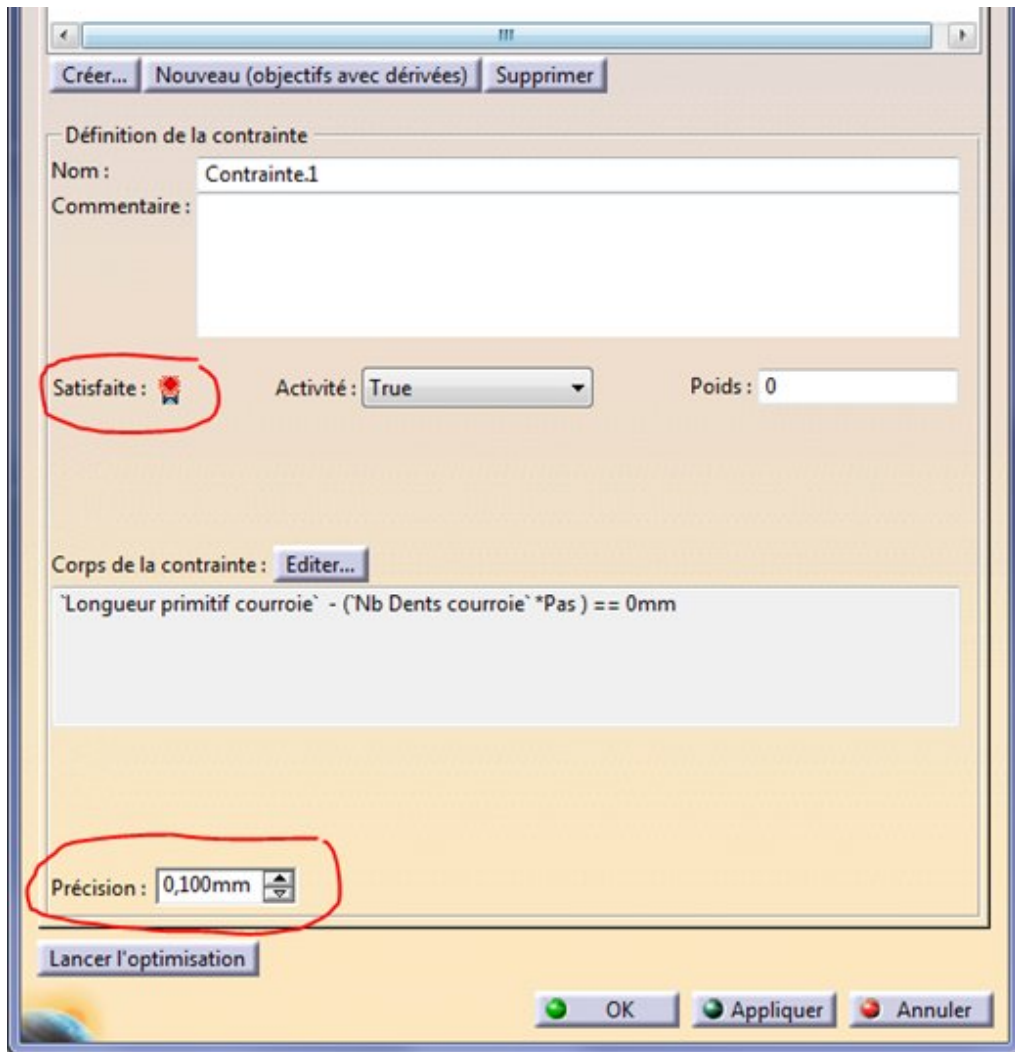 Créer... Nouveau (objectifs avec dérivées) Supprimer
Définition de la contrainte
Nom : Contrainte.1
Commentaire :
Satisfaite : Activité : True Poids : 0
Corps de la contrainte : Editer...
`Longueur primitif courroie` - (`Nb Dents courroie` *Pas ) == 0mm
Précision : 0,100mm
Lancer l'optimisation
OK Appliquer Annuler